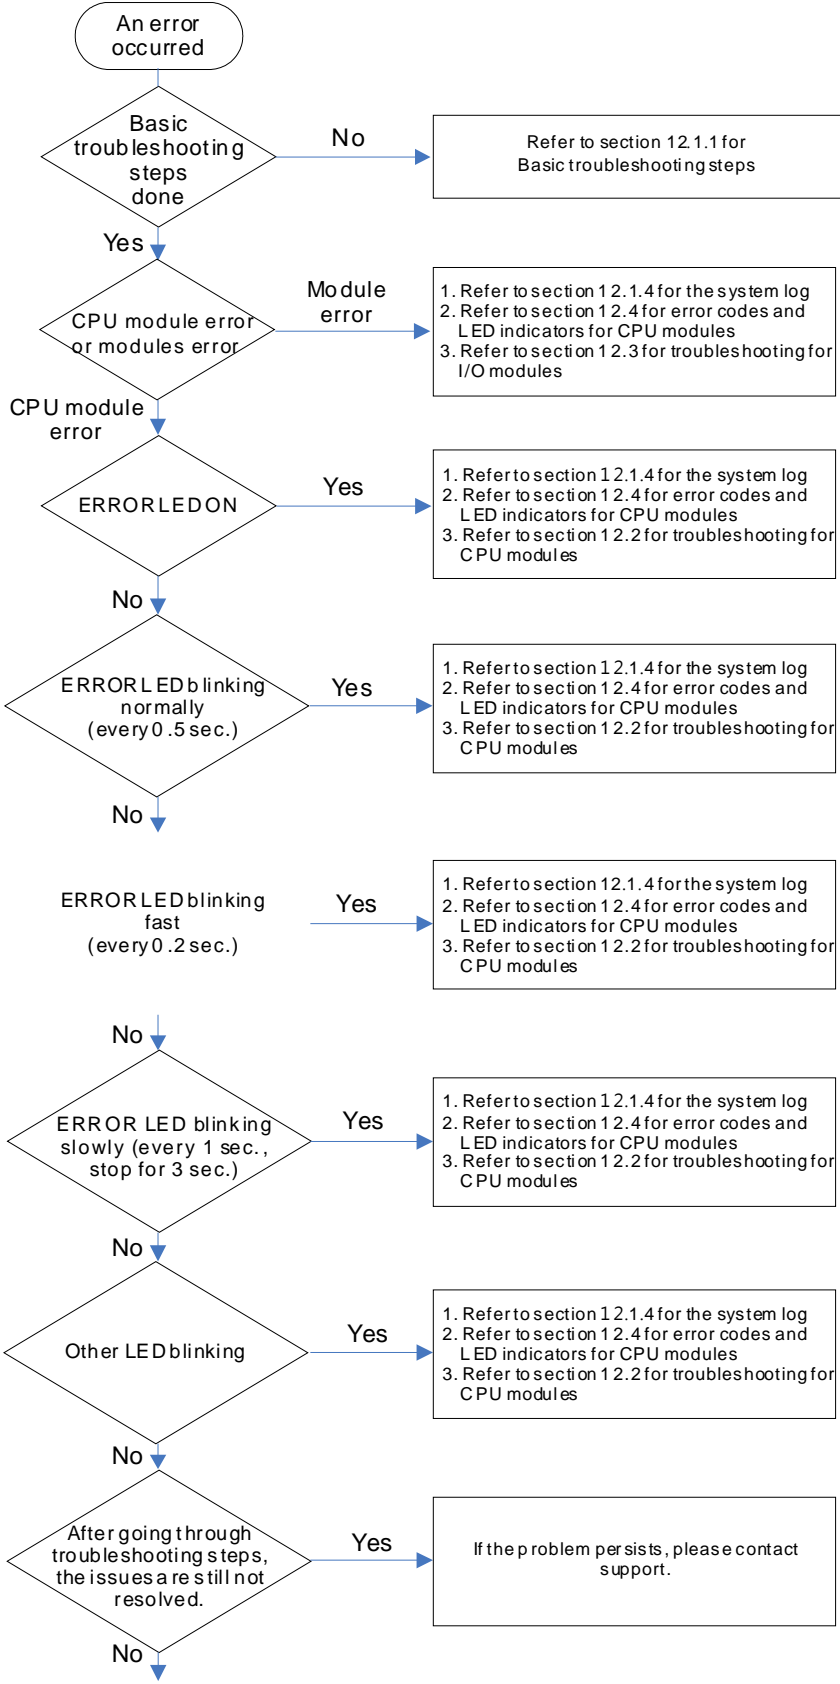 An error
occurred
Basic
troubleshooting
steps
done
No
Refer to section 12.1.1 for
Basic troubleshooting steps
Yes
CPU module error
or modules error
Module
error
1. Refer to section 12.1.4 for the system log
2. Refer to section 12.4 for error codes and
LED indicators for CPU modules
3. Refer to section 12.3 for troubleshooting for
I/O modules
CPU module
error
ERROR LED ON
Yes
1. Refer to section 12.1.4 for the system log
2. Refer to section 12.4 for error codes and
LED indicators for CPU modules
3. Refer to section 12.2 for troubleshooting for
CPU modules
No
ERROR LED blinking
normally
(every 0.5 sec.)
Yes
1. Refer to section 12.1.4 for the system log
2. Refer to section 12.4 for error codes and
LED indicators for CPU modules
3. Refer to section 12.2 for troubleshooting for
CPU modules
No
ERROR LED blinking
fast
(every 0.2 sec.)
Yes
1. Refer to section 12.1.4 for the system log
2. Refer to section 12.4 for error codes and
LED indicators for CPU modules
3. Refer to section 12.2 for troubleshooting for
CPU modules
No
ERROR LED blinking
slowly (every 1 sec.,
stop for 3 sec.)
Yes
1. Refer to section 12.1.4 for the system log
2. Refer to section 12.4 for error codes and
LED indicators for CPU modules
3. Refer to section 12.2 for troubleshooting for
CPU modules
No
Other LED blinking
Yes
1. Refer to section 12.1.4 for the system log
2. Refer to section 12.4 for error codes and
LED indicators for CPU modules
3. Refer to section 12.2 for troubleshooting for
CPU modules
No
After going through
troubleshooting steps,
the issues are still not
resolved.
Yes
If the problem persists, please contact
support.
No